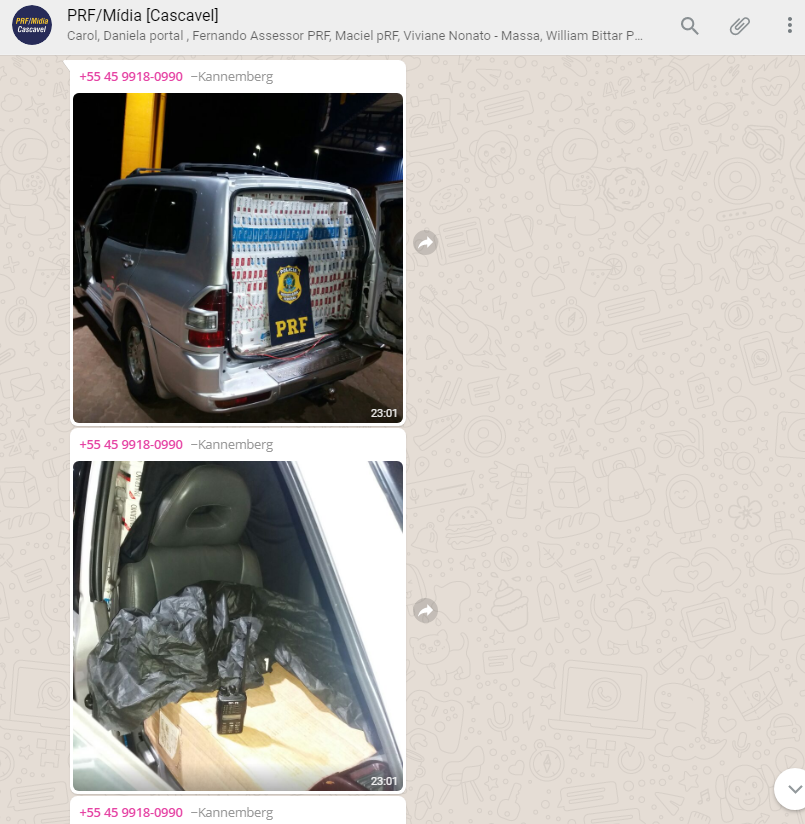 PRF/Mídia
Cascavel
PRF/Mídia [Cascavel]
Carol, Daniela portal , Fernando Assessor PRF, Maciel pRF, Viviane Nonato - Massa, William Bittar P...
+55 45 9918-0990 ~Kannemberg
POLÍCIA
PRF
23:01
+55 45 9918-0990 ~Kannemberg
23:01
+55 45 9918-0990 ~Kannemberg